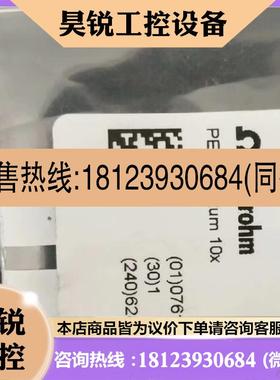 昊锐工控设备
售热线:18123930684(同
rohm
um 10x
(01)076
(30)1
(240)62
锐
控
本店商品皆为议价下单请咨询客服
咨询热线:18123930684 (微